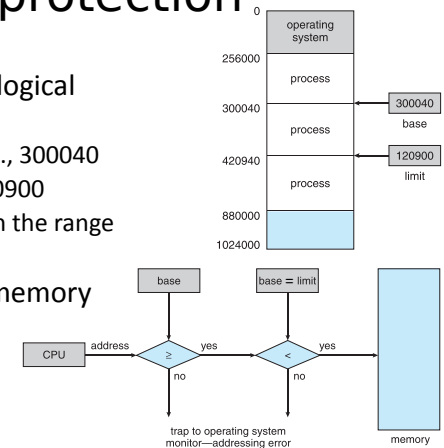 protection
logical
., 300040
0900
n the range
memory
0
operating
system
256000
process
300040
300040
base
process
420940
120900
limit
process
880000
1024000
base
base = limit
CPU
address
≥
yes
<
yes
no
no
trap to operating system
monitor—addressing error
memory